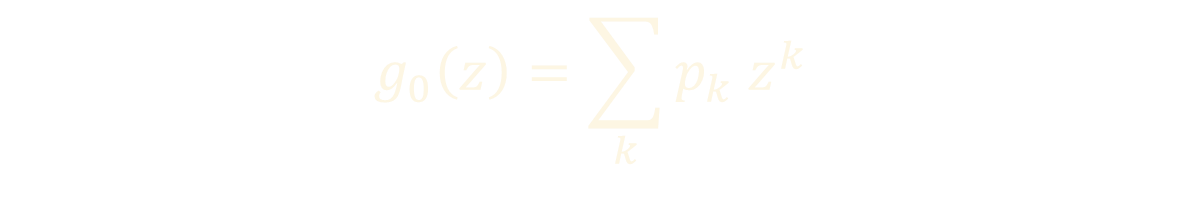 g₀(z) = ∑ₖ pₖ zᵏ